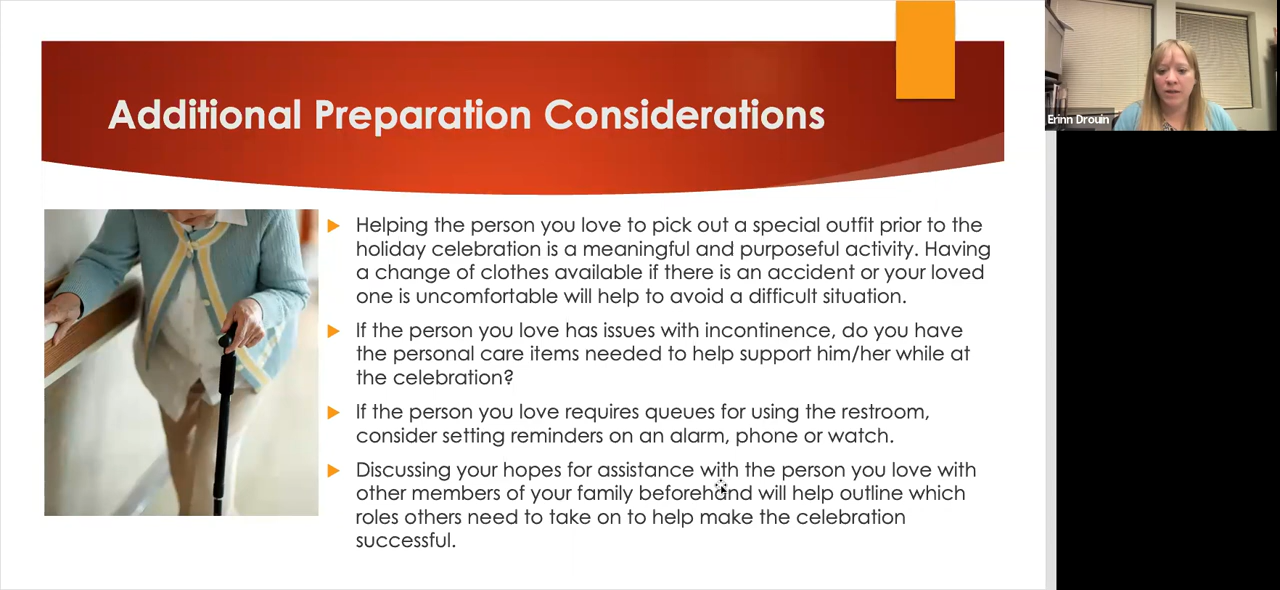 Additional Preparation Considerations
Erinn Drouin
Helping the person you love to pick out a special outfit prior to the
holiday celebration is a meaningful and purposeful activity. Having
a change of clothes available if there is an accident or your loved
one is uncomfortable will help to avoid a difficult situation.
If the person you love has issues with incontinence, do you have
the personal care items needed to help support him/her while at
the celebration?
If the person you love requires queues for using the restroom,
consider setting reminders on an alarm, phone or watch.
Discussing your hopes for assistance with the person you love with
other members of your family beforehand will help outline which
roles others need to take on to help make the celebration
successful.